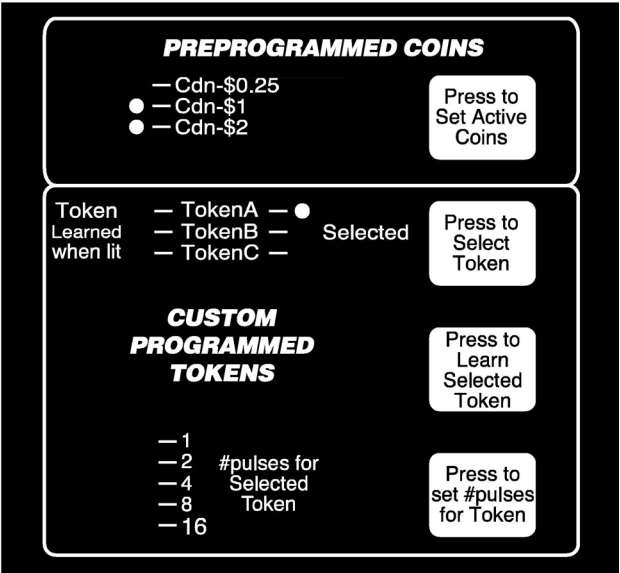 PREPROGRAMMED COINS
Cdn-$0.25
Cdn-$1
Cdn-$2
Press to
Set Active
Coins
Token
Learned
when lit
TokenA
TokenB
TokenC
Selected
Press to
Select
Token
CUSTOM
PROGRAMMED
TOKENS
Press to
Learn
Selected
Token
1
2
4
8
16
#pulses for
Selected
Token
Press to
set #pulses
for Token